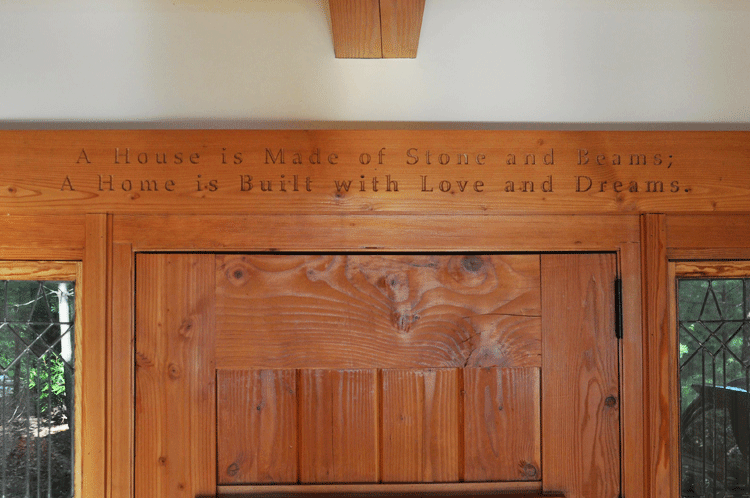 A House is Made of Stone and Beams;
A Home is Built with Love and Dreams.